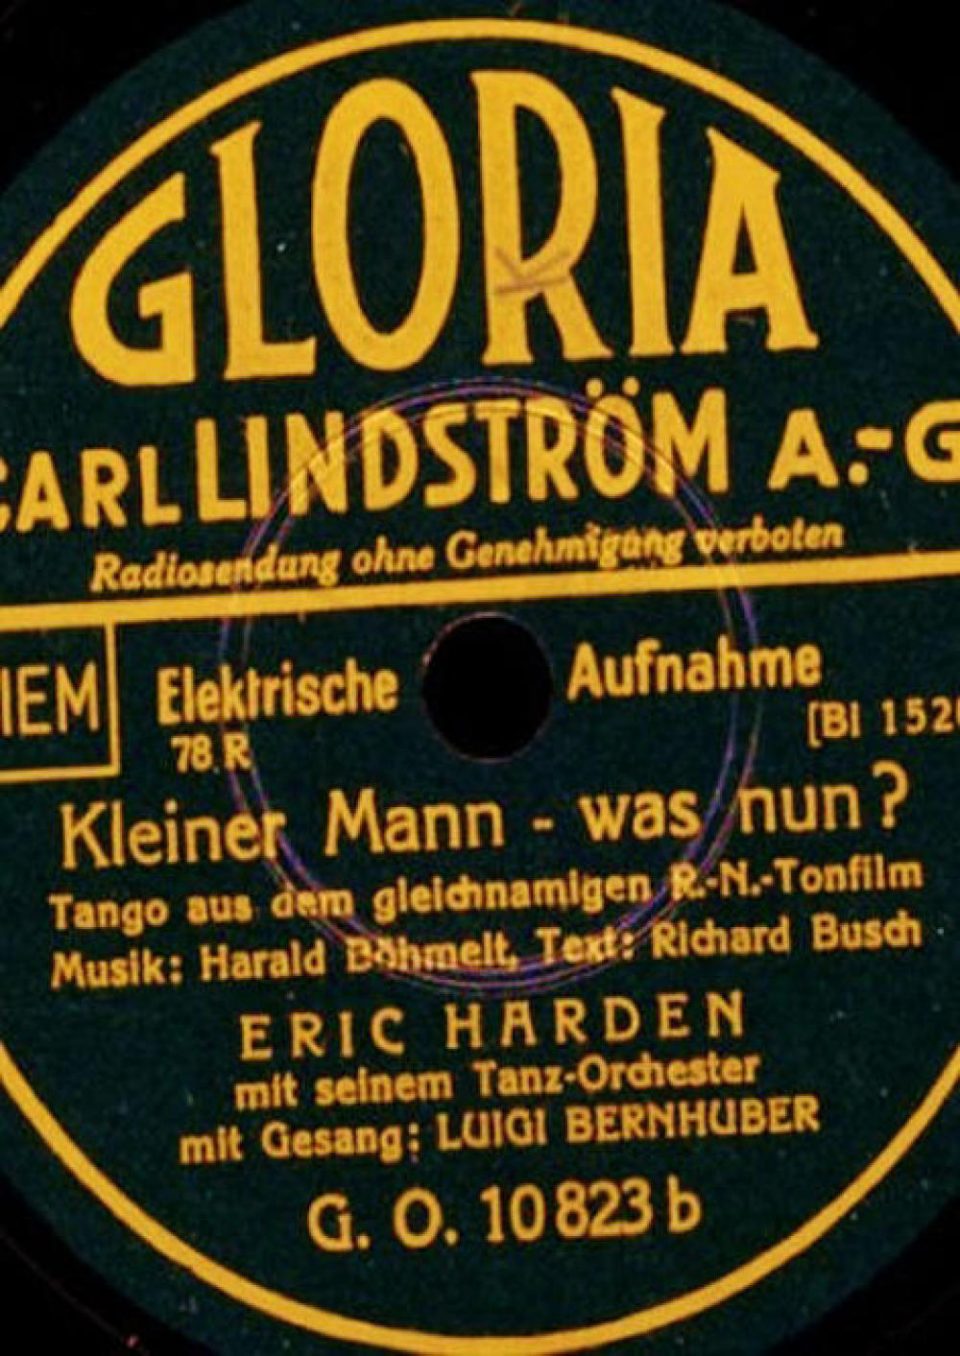 GLORIA
CARL LINDSTRÖM A.-G
Radiosendung ohne Genehmigung verboten
IEM
Elektrische Aufnahme
78 R
[BI 152
Kleiner Mann - was nun?
Tango aus dem gleichnamigen R.-N.-Tonfilm
Musik: Harald Böhmelt, Text: Richard Busch
ERIC HARDEN
mit seinem Tanz-Orchester
mit Gesang: LUIGI BERNHUBER
G. O. 10823 b